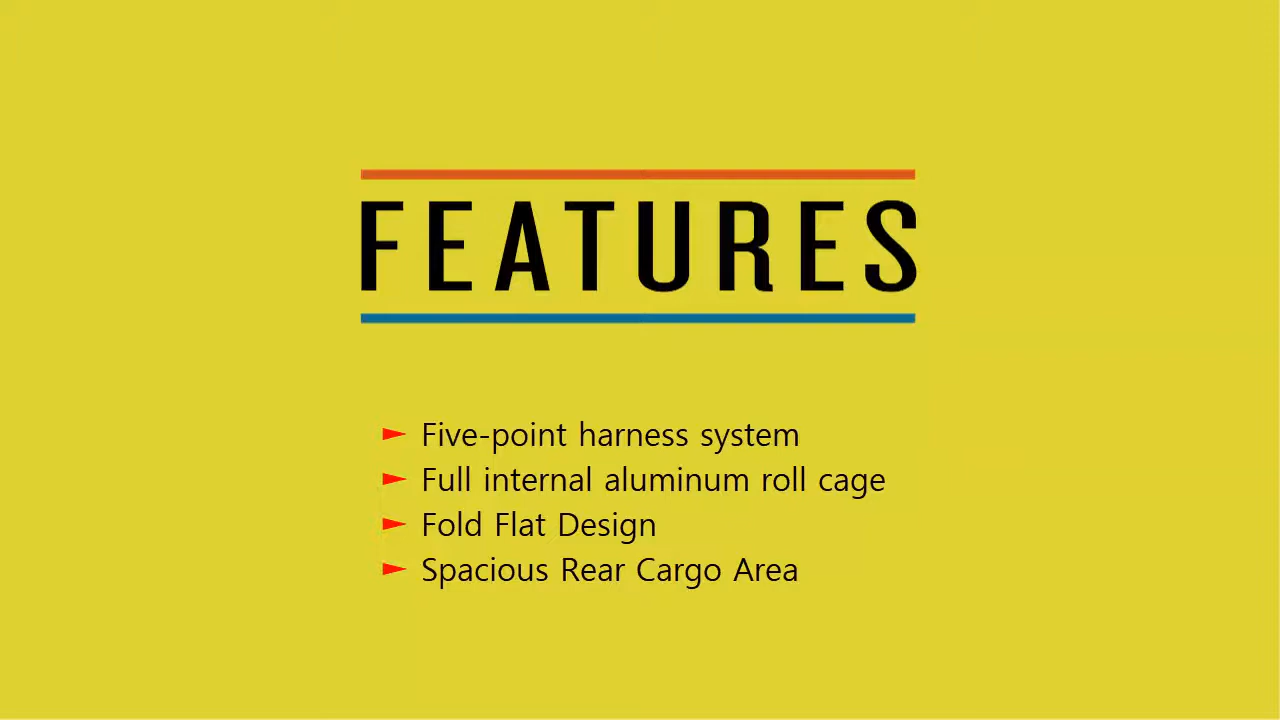 FEATURES
► Five-point harness system
► Full internal aluminum roll cage
► Fold Flat Design
► Spacious Rear Cargo Area